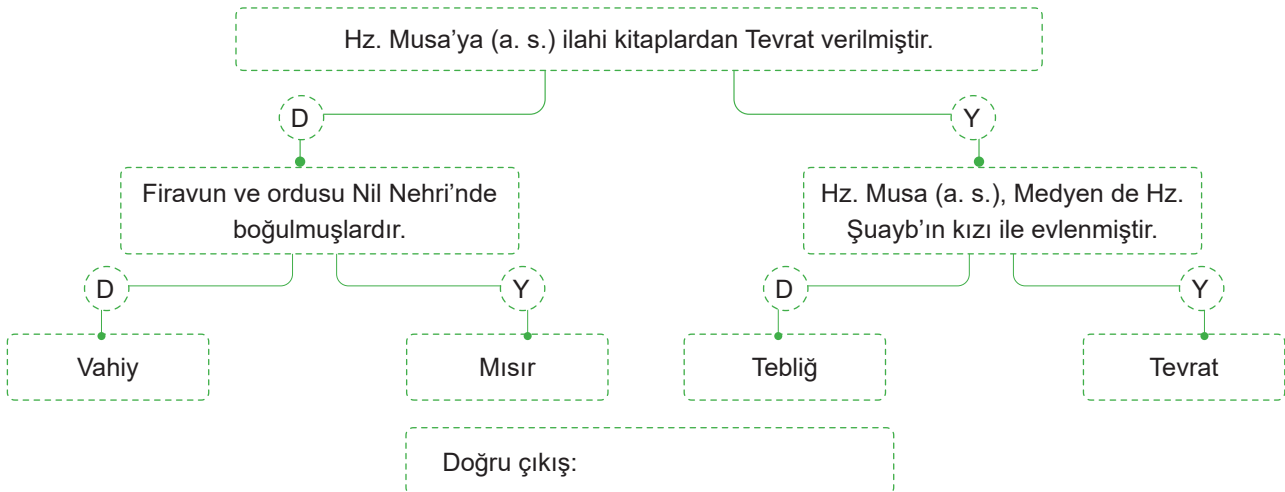 Hz. Musa’ya (a. s.) ilahi kitaplardan Tevrat verilmiştir.
D
Y
Firavun ve ordusu Nil Nehri’nde
boğulmuşlardır.
Hz. Musa (a. s.), Medyen de Hz.
Şuayb’ın kızı ile evlenmiştir.
D
Y
D
Y
Vahiy
Mısır
Tebliğ
Tevrat
Doğru çıkış: